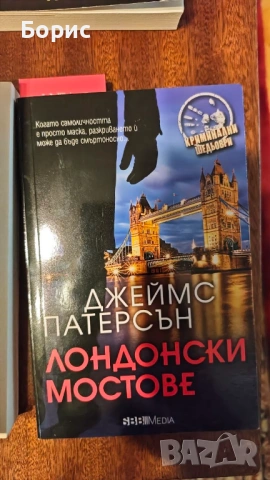 Борис
Когато самоличността
е просто маска, разкриването ѝ
може да бъде смъртоносно...
КРИМИНАЛНИ
ШЕДЬОВРИ
ДЖЕЙМС
ПАТЕРСЪН
ЛОНДОНСКИ
МОСТОВЕ
SBB MEDIA
BAZAR
bg